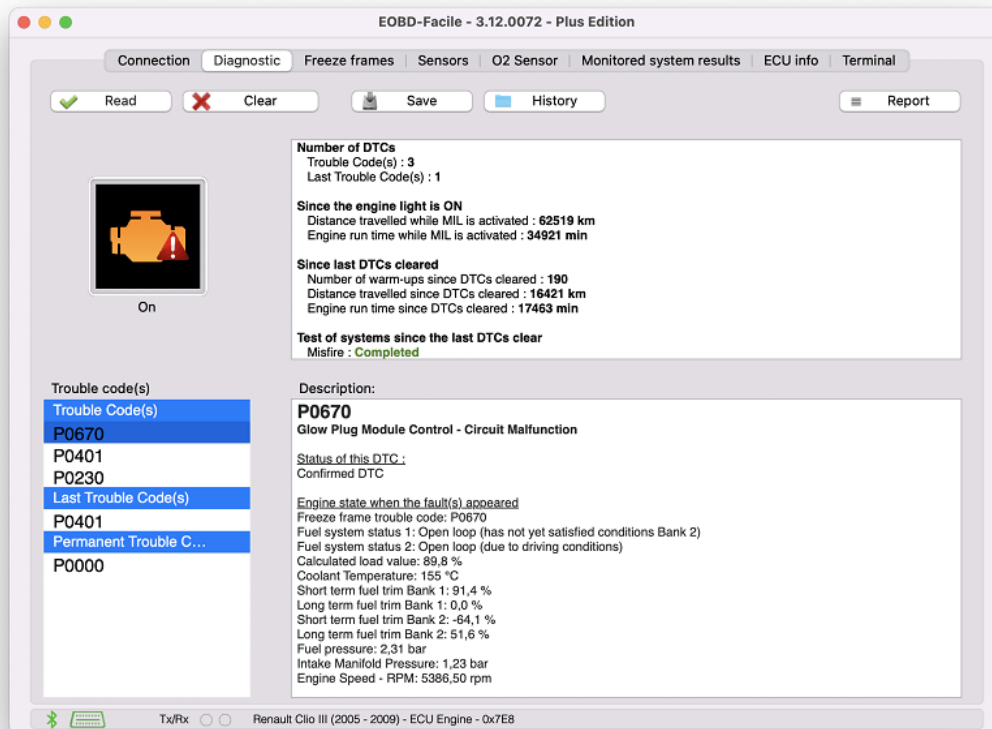 EOBD-Facile - 3.12.0072 - Plus Edition
Connection Diagnostic Freeze frames Sensors O2 Sensor Monitored system results ECU info Terminal
Read Clear Save History Report
Number of DTCs
Trouble Code(s) : 3
Last Trouble Code(s) : 1
Since the engine light is ON
Distance travelled while MIL is activated : 62519 km
Engine run time while MIL is activated : 34921 min
Since last DTCs cleared
Number of warm-ups since DTCs cleared : 190
Distance travelled since DTCs cleared : 16421 km
Engine run time since DTCs cleared : 17463 min
Test of systems since the last DTCs clear
Misfire : Completed
On
Trouble code(s)
Trouble Code(s)
P0670
P0401
P0230
Last Trouble Code(s)
P0401
Permanent Trouble C...
P0000
Description:
P0670
Glow Plug Module Control - Circuit Malfunction
Status of this DTC :
Confirmed DTC
Engine state when the fault(s) appeared
Freeze frame trouble code: P0670
Fuel system status 1: Open loop (has not yet satisfied conditions Bank 2)
Fuel system status 2: Open loop (due to driving conditions)
Calculated load value: 89,8 %
Coolant Temperature: 155 °C
Short term fuel trim Bank 1: 91,4 %
Long term fuel trim Bank 1: 0,0 %
Short term fuel trim Bank 2: -64,1 %
Long term fuel trim Bank 2: 51,6 %
Fuel pressure: 2,31 bar
Intake Manifold Pressure: 1,23 bar
Engine Speed - RPM: 5386,50 rpm
Tx/Rx Renault Clio III (2005 - 2009) - ECU Engine - 0x7E8